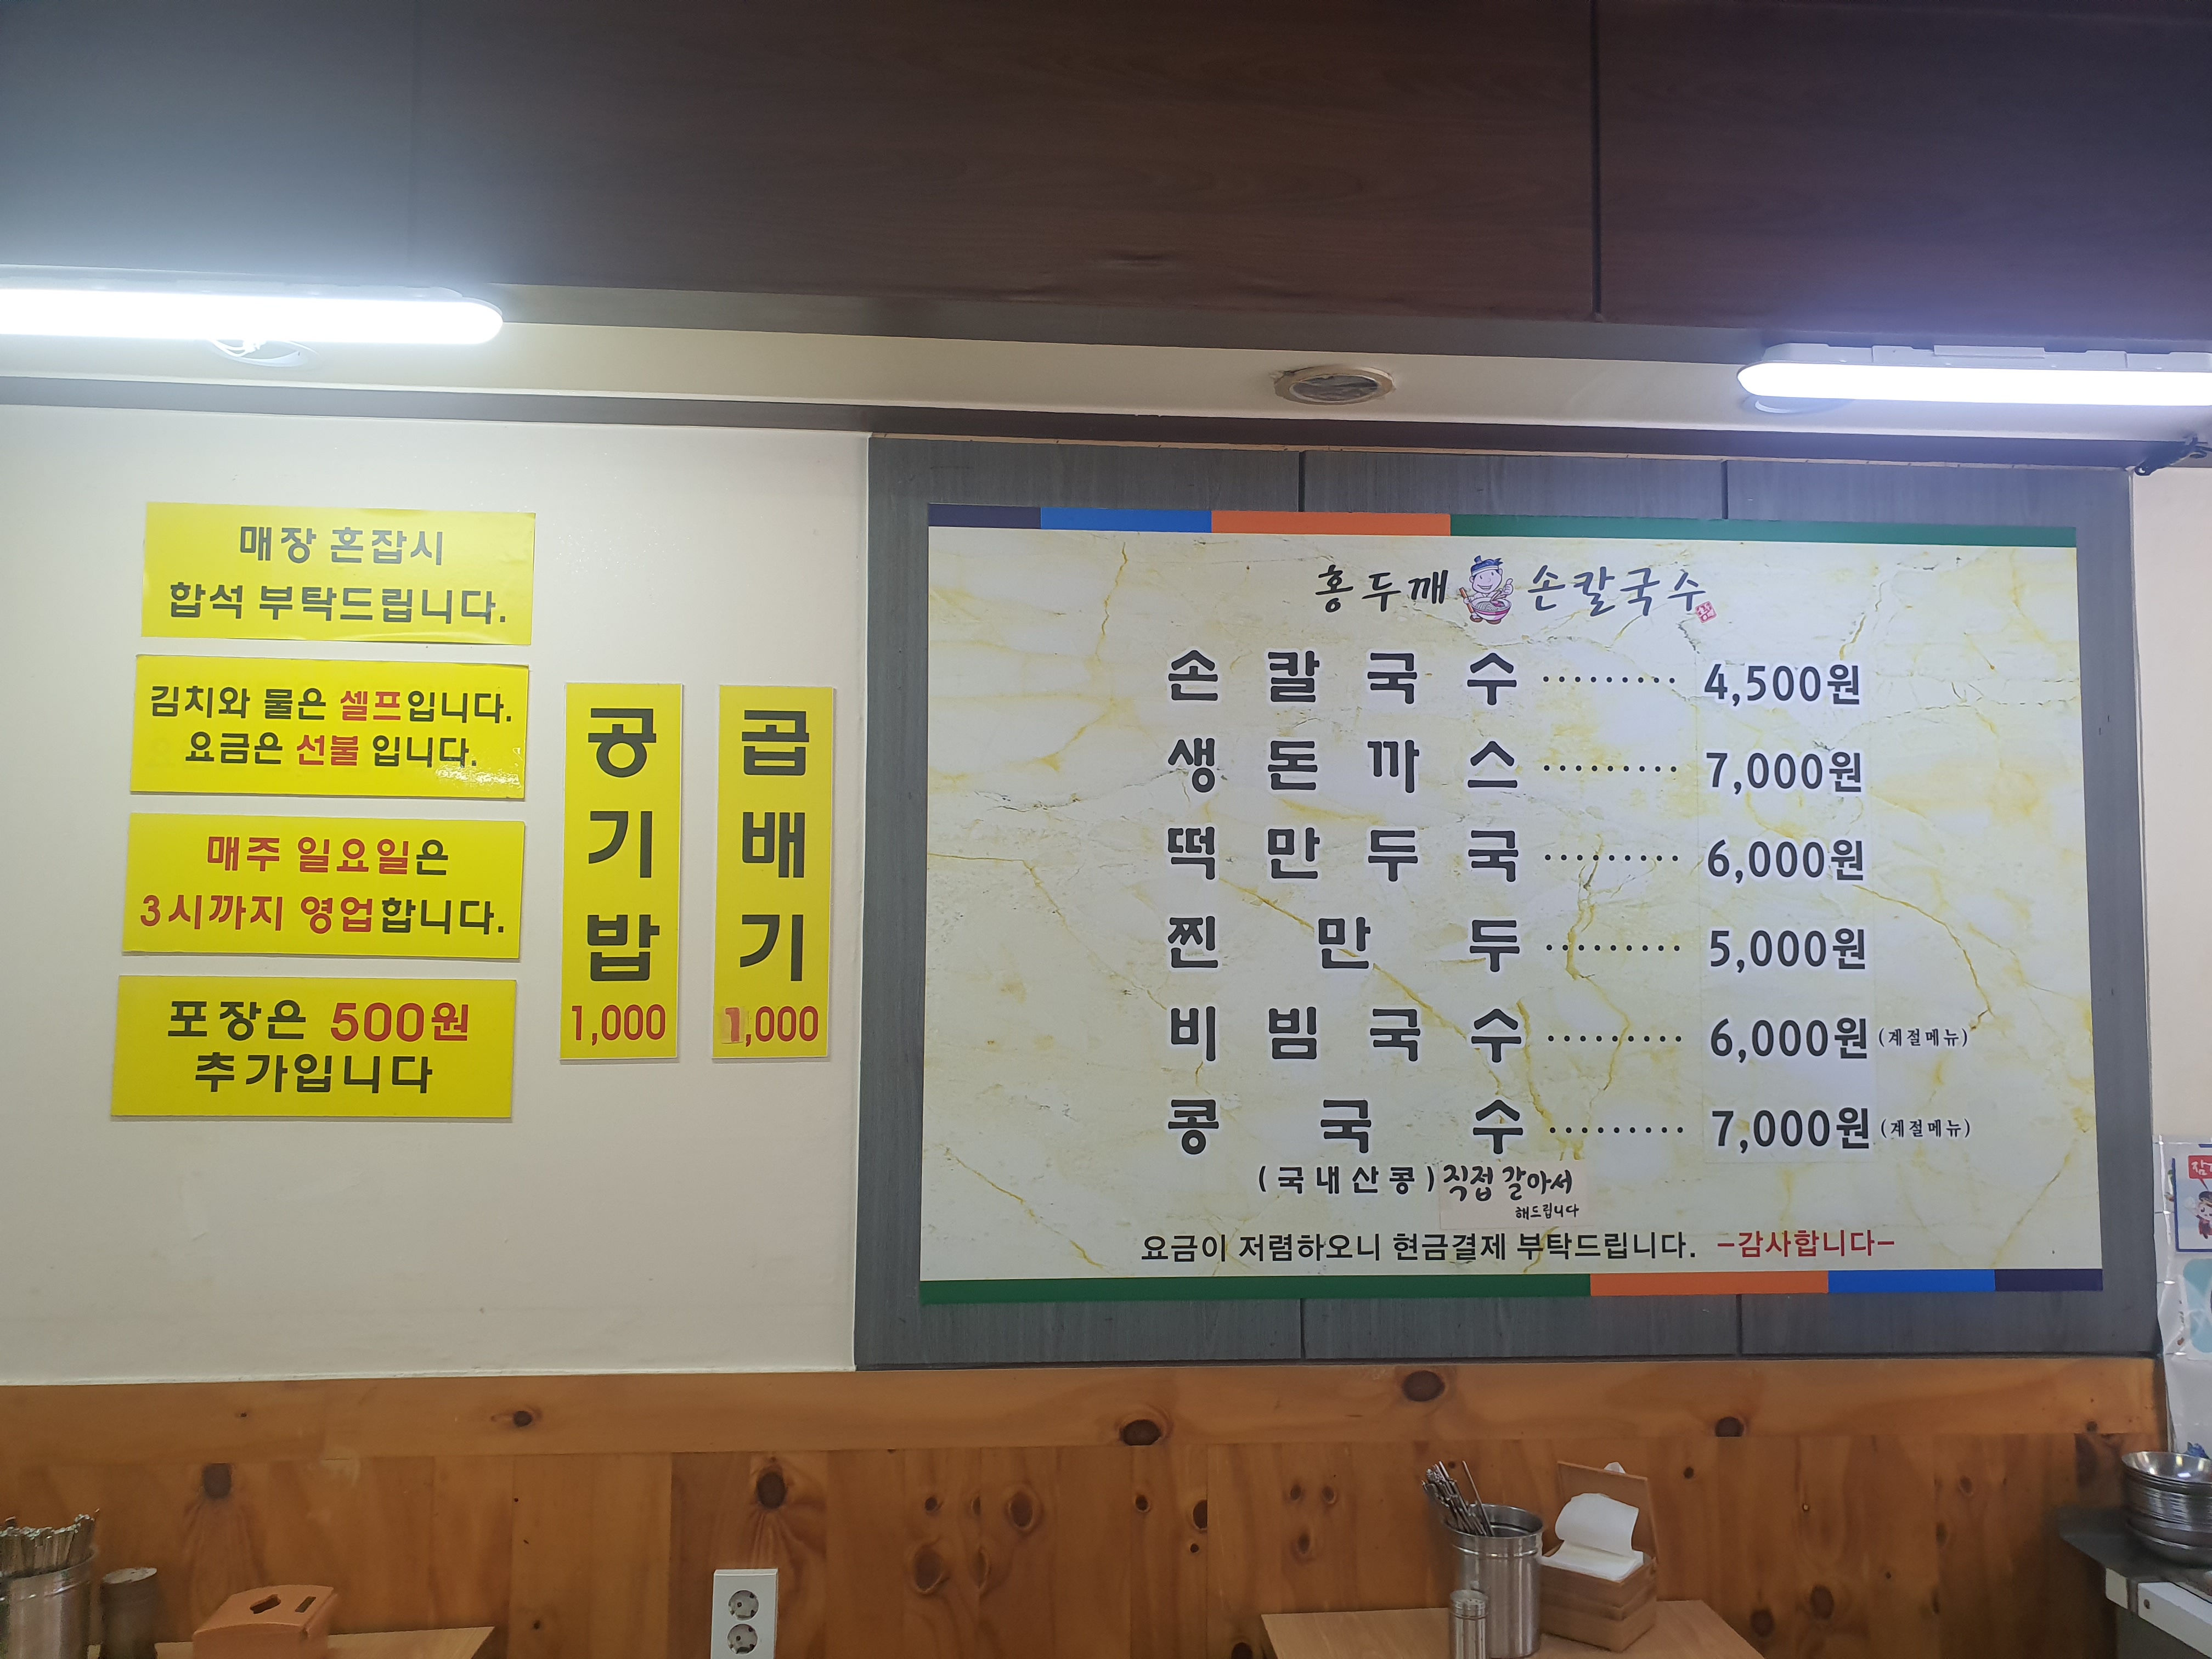 매장 혼잡시
합석 부탁드립니다.
김치와 물은 셀프입니다.
요금은 선불 입니다.
매주 일요일은
3시까지 영업합니다.
포장은 500원
추가입니다
공기밥
1,000
곱배기
1,000
홍두깨 손칼국수
손칼국수 ········· 4,500원
생돈까스 ········· 7,000원
떡만두국 ········· 6,000원
찐만두 ········· 5,000원
비빔국수 ········· 6,000원 (계절메뉴)
콩국수 ········· 7,000원 (계절메뉴)
(국내산콩) 직접 갈아서
해드립니다
요금이 저렴하오니 현금결제 부탁드립니다. -감사합니다-